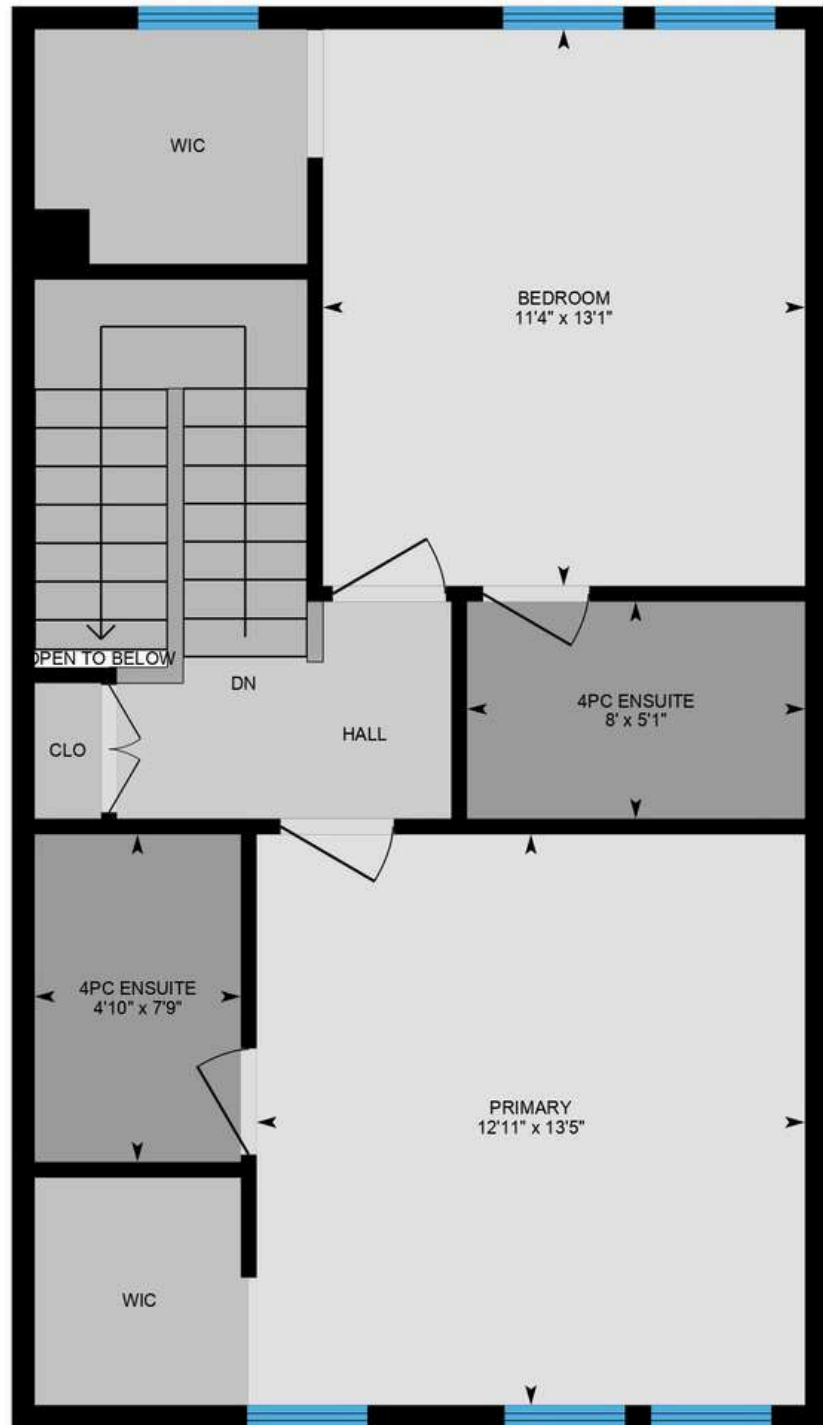 WIC
BEDROOM
11'4" x 13'1"
OPEN TO BELOW
DN
HALL
CLO
4PC ENSUITE
8' x 5'1"
4PC ENSUITE
4'10" x 7'9"
PRIMARY
12'11" x 13'5"
WIC